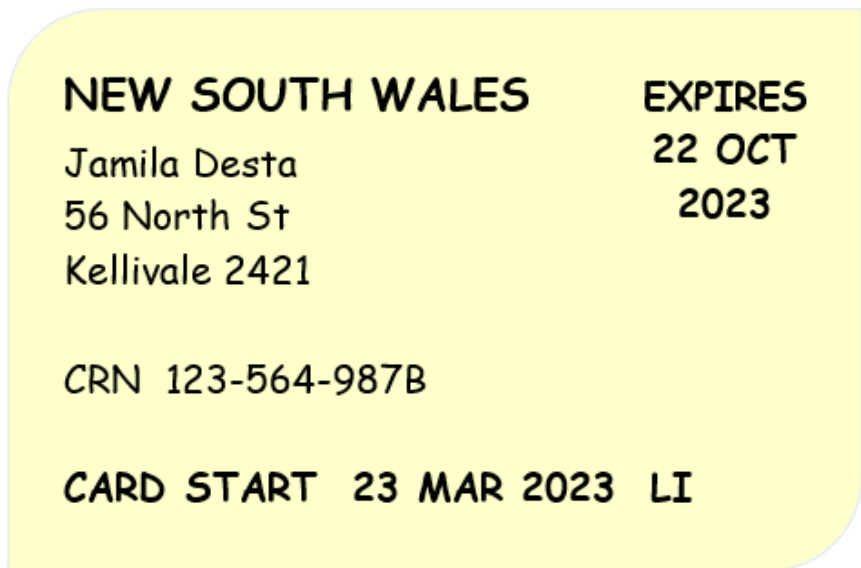 NEW SOUTH WALES
Jamila Desta
56 North St
Kellivale 2421
EXPIRES
22 OCT
2023
CRN 123-564-987B
CARD START 23 MAR 2023 LI